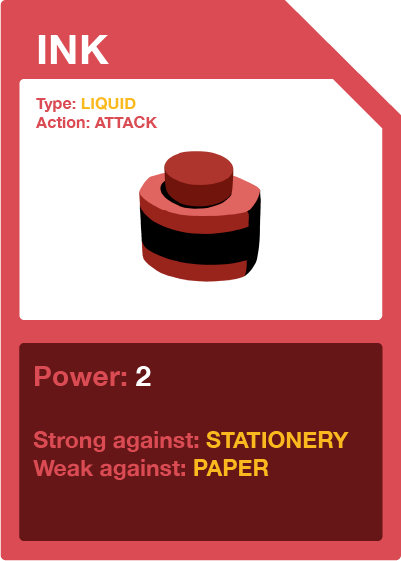 INK
Type: LIQUID
Action: ATTACK
Power: 2
Strong against: STATIONERY
Weak against: PAPER